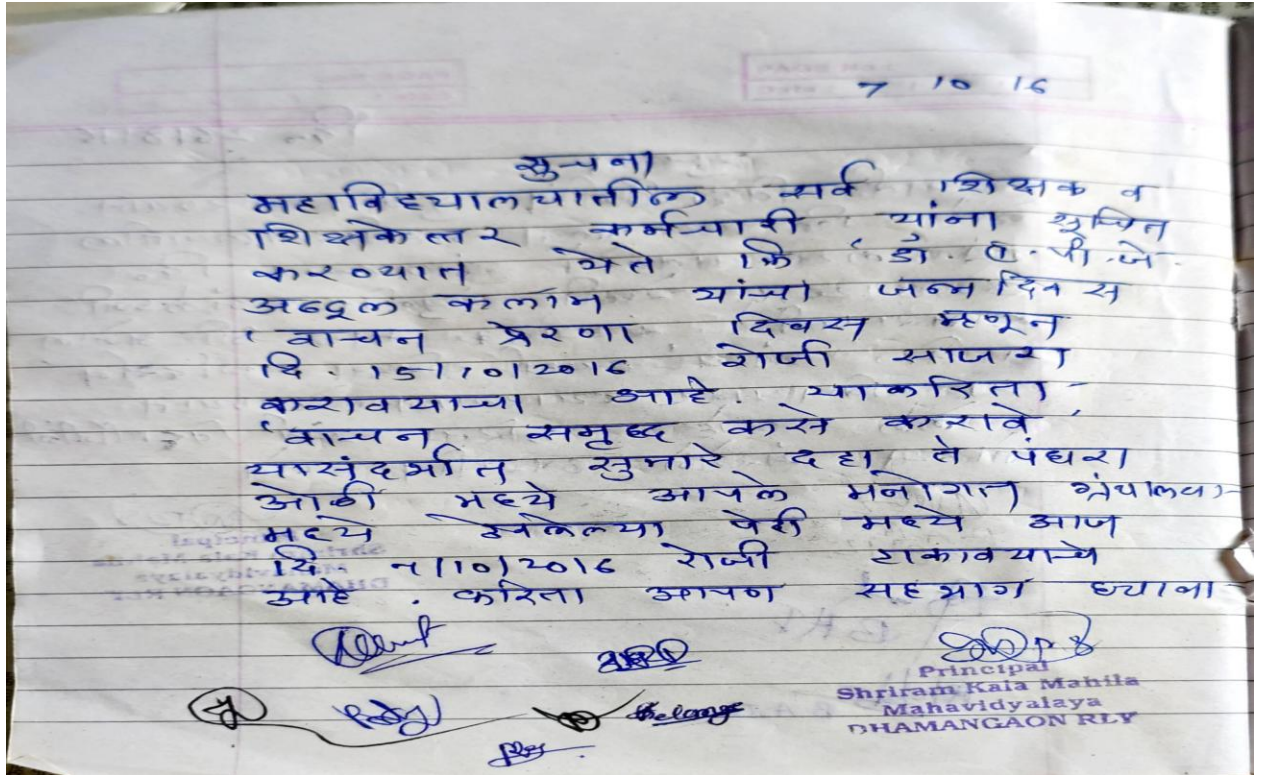 7 10 16
सुचना
महाविद्यालयातील सर्व शिक्षक व
शिक्षकेत्तर कर्मचारी यांना सुचित
करण्यात येते कि 'डॉ. ए. पी. जे.
अब्दूल कलाम यांचा जन्मदिवस
'वाचन प्रेरणा दिवस म्हणून
दि. 15/10/2016 रोजी साजरा
करावयाचा आहे. याकरिता
'वाचन समृध्द कसे करावे'
यासंदर्भात सुमारे दहा ते पंधरा
ओळी मध्ये आपले मनोगत ग्रंथालया
मध्ये ठेवलेल्या पेटी मध्ये आज
दि 7/10/2016 रोजी टाकावयाचे
आहे. करिता आपण सहभाग घ्यावा
Principal
Shriram Kala Mahila
Mahavidyalaya
DHAMANGAON RLY